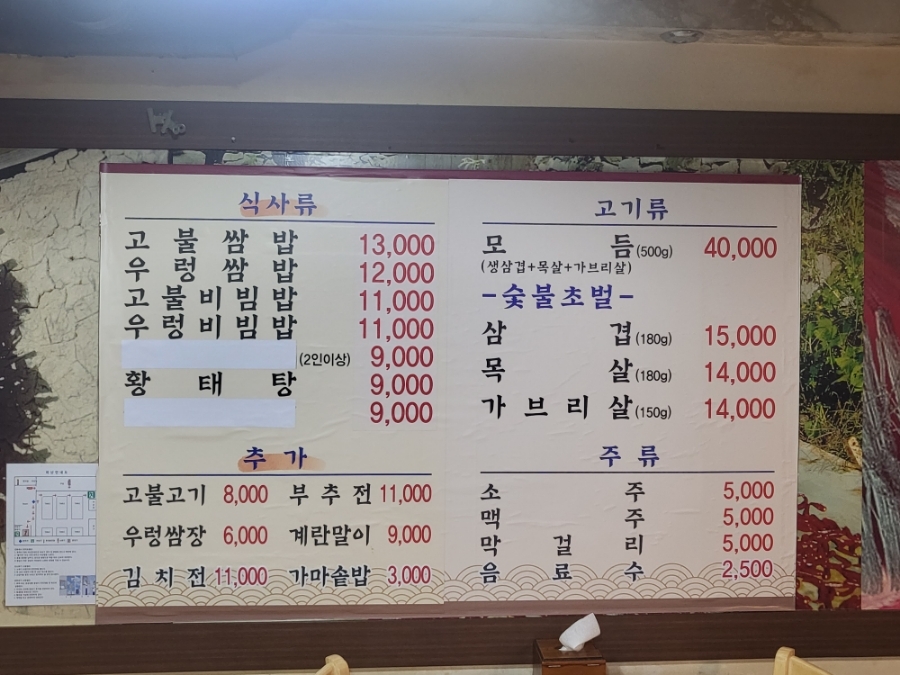 식사류
고불쌈밥 13,000
우렁쌈밥 12,000
고불비빔밥 11,000
우렁비빔밥 11,000
(2인이상) 9,000
황태탕 9,000
9,000
추가
고불고기 8,000 부추전 11,000
우렁쌈장 6,000 계란말이 9,000
김치전 11,000 가마솥밥 3,000
고기류
모듬(500g) 40,000
(생삼겹+목살+가브리살)
-숯불초벌-
삼겹(180g) 15,000
목살(180g) 14,000
가브리살(150g) 14,000
주류
소주 5,000
맥주 5,000
막걸리 5,000
음료수 2,500